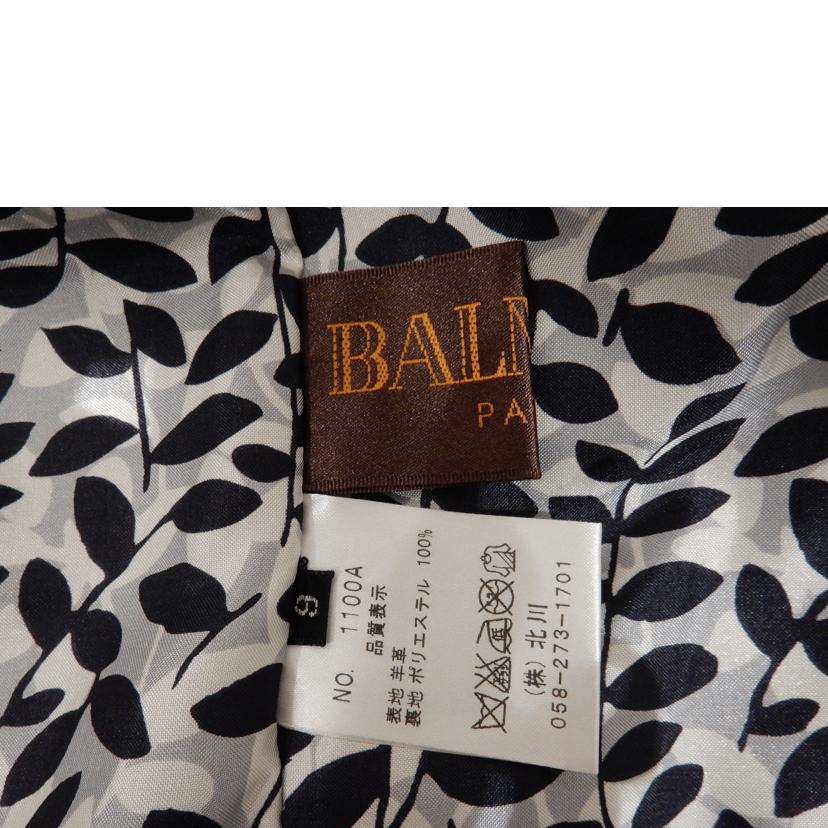 BALM
PA
9
NO. 1100A
品質表示
表地 羊革
裏地 ポリエステル 100%
(株) 北川
058-273-1701